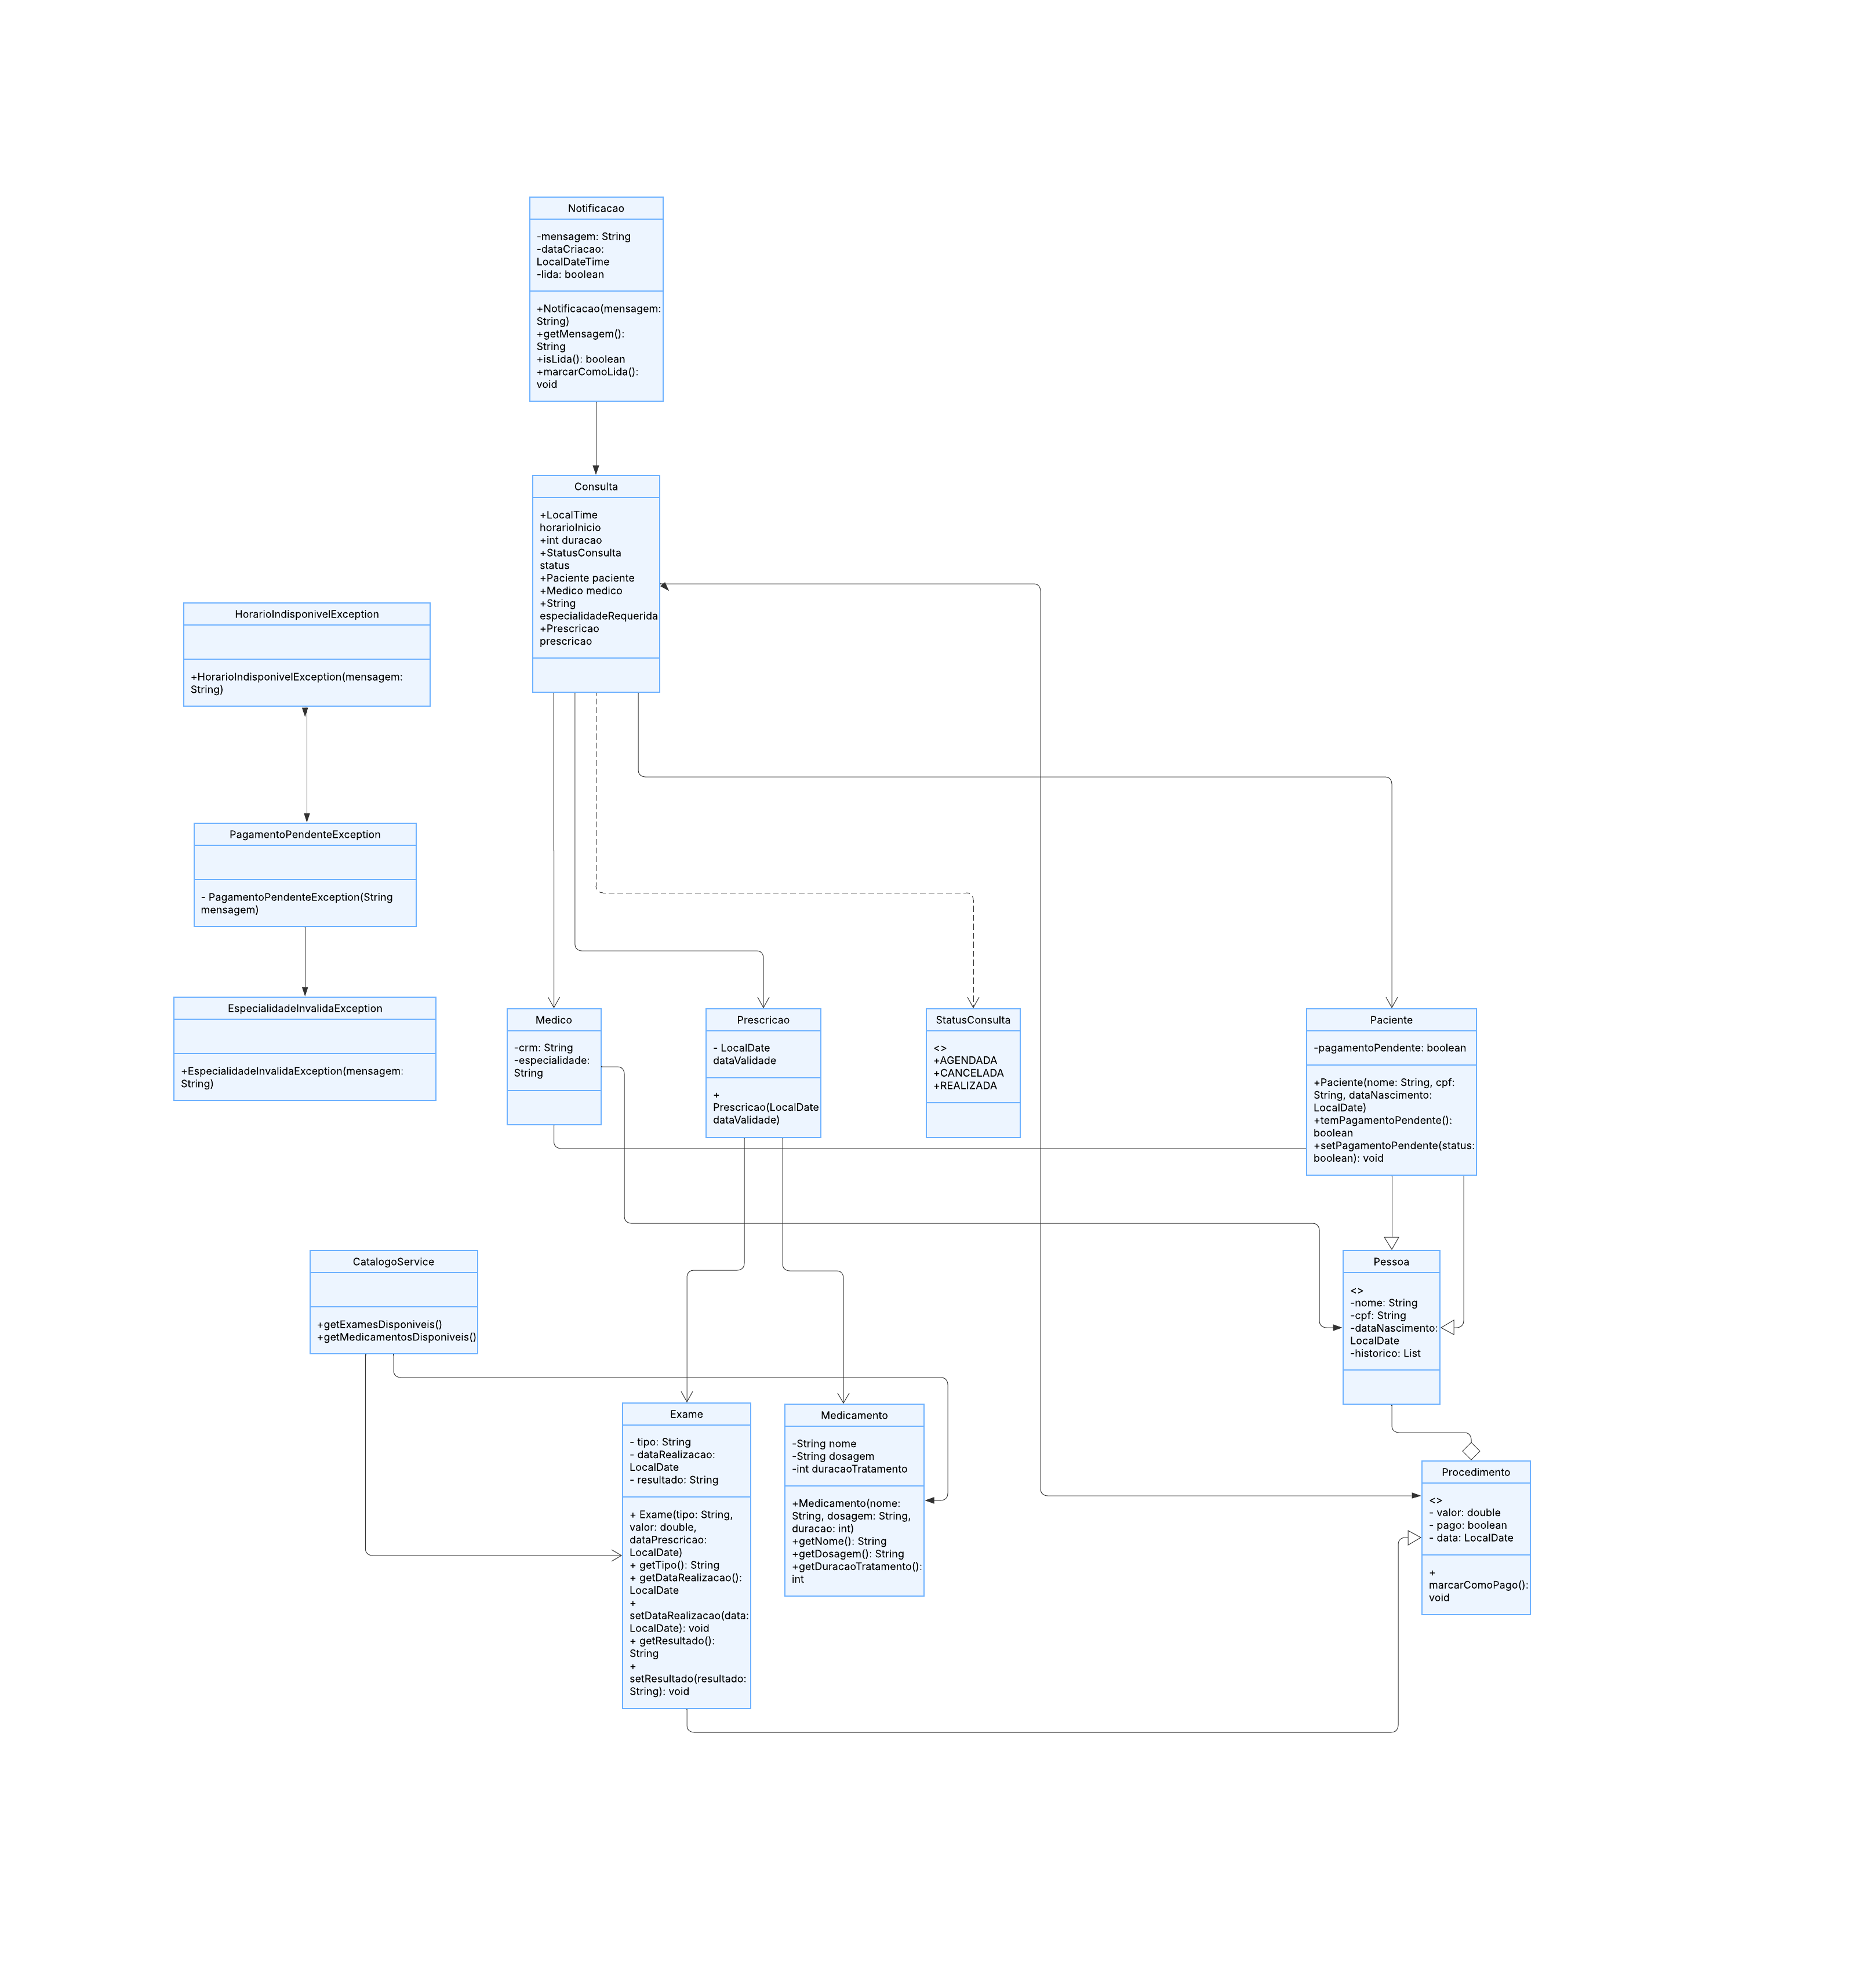 Notificacao
-mensagem: String
-dataCriacao:
LocalDateTime
-lida: boolean
+Notificacao(mensagem:
String)
+getMensagem():
String
+isLida(): boolean
+marcarComoLida():
void
Consulta
+LocalTime
horarioInicio
+int duracao
+StatusConsulta
status
+Paciente paciente
+Medico medico
+String
especialidadeRequerida
+Prescricao
prescricao
HorarioIndisponivelException
+HorarioIndisponivelException(mensagem:
String)
PagamentoPendenteException
- PagamentoPendenteException(String
mensagem)
EspecialidadeInvalidaException
+EspecialidadeInvalidaException(mensagem:
String)
Medico
-crm: String
-especialidade:
String
Prescricao
- LocalDate
dataValidade
+
Prescricao(LocalDate
dataValidade)
StatusConsulta
<>
+AGENDADA
+CANCELADA
+REALIZADA
Paciente
-pagamentoPendente: boolean
+Paciente(nome: String, cpf:
String, dataNascimento:
LocalDate)
+temPagamentoPendente():
boolean
+setPagamentoPendente(status:
boolean): void
CatalogoService
+getExamesDisponiveis()
+getMedicamentosDisponiveis()
Pessoa
<>
-nome: String
-cpf: String
-dataNascimento:
LocalDate
-historico: List
Exame
- tipo: String
- dataRealizacao:
LocalDate
- resultado: String
+ Exame(tipo: String,
valor: double,
dataPrescricao:
LocalDate)
+ getTipo(): String
+ getDataRealizacao():
LocalDate
+
setDataRealizacao(data:
LocalDate): void
+ getResultado():
String
+
setResultado(resultado:
String): void
Medicamento
-String nome
-String dosagem
-int duracaoTratamento
+Medicamento(nome:
String, dosagem: String,
duracao: int)
+getNome(): String
+getDosagem(): String
+getDuracaoTratamento():
int
Procedimento
<>
- valor: double
- pago: boolean
- data: LocalDate
+
marcarComoPago():
void